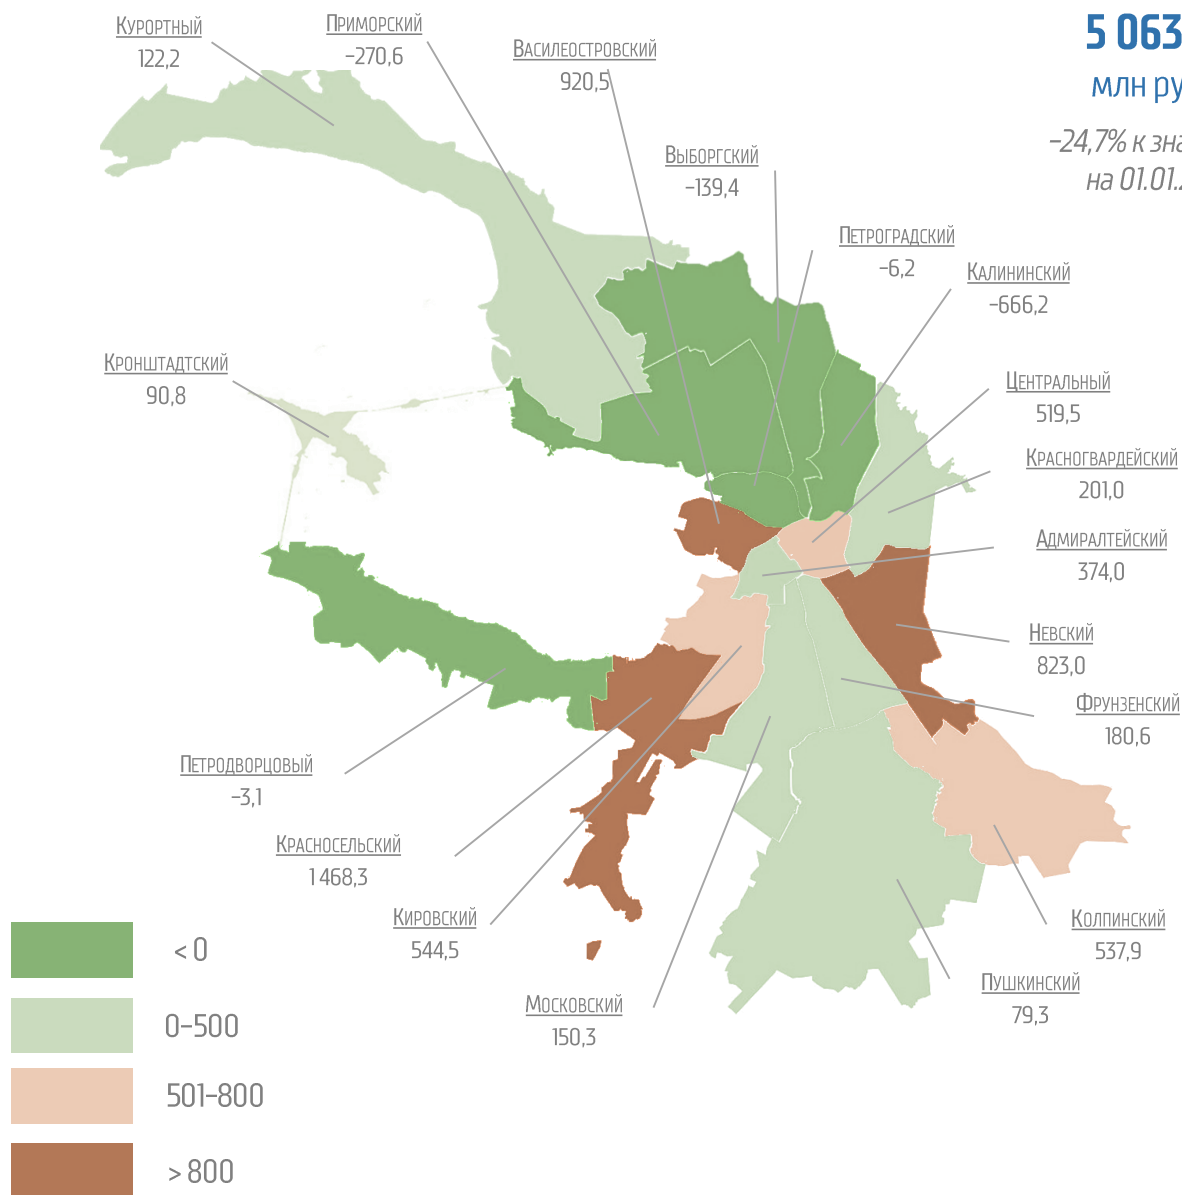 Курортный
122,2
Приморский
−270,6
Василеостровский
920,5
5 063
млн ру
−24,7% к зна
на 01.01.2
Выборгский
−139,4
Петроградский
−6,2
Калининский
−666,2
Кронштадтский
90,8
Центральный
519,5
Красногвардейский
201,0
Адмиралтейский
374,0
Невский
823,0
Фрунзенский
180,6
Петродворцовый
−3,1
Красносельский
1 468,3
Кировский
544,5
Колпинский
537,9
Пушкинский
79,3
Московский
150,3
< 0
0−500
501−800
> 800